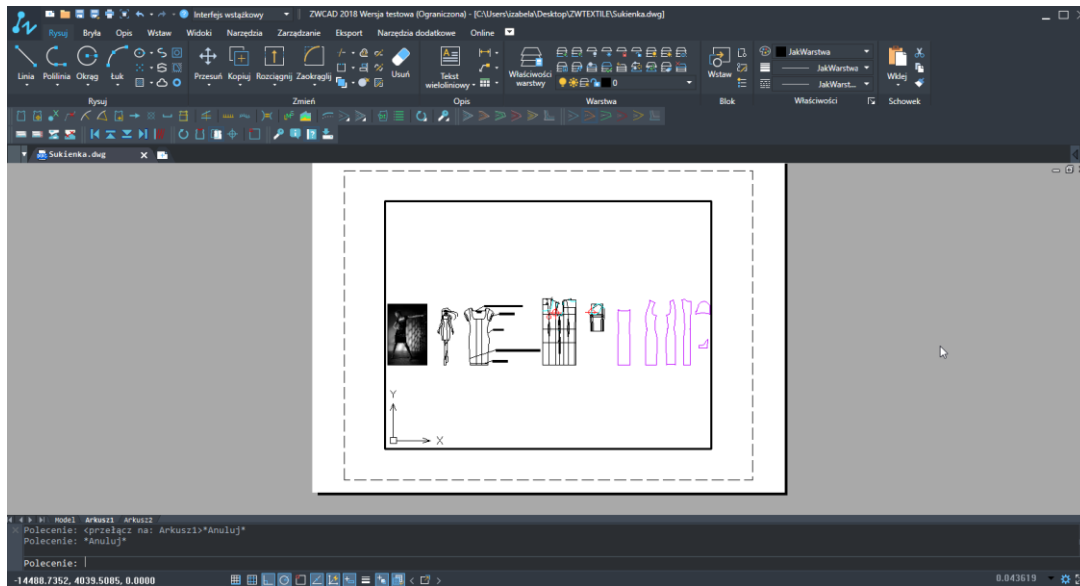 Interfejs wstążkowy
ZWCAD 2018 Wersja testowa (Ograniczona) - [C:\Users\izabela\Desktop\ZWTEXTILE\Sukienka.dwg]
Rysuj Bryła Opis Wstaw Widoki Narzędzia Zarządzanie Eksport Narzędzia dodatkowe Online
Linia Polilinia Okrąg Łuk Przesuń Kopiuj Rozciągnij Zaokrąglij Usuń Tekst wieloliniowy Właściwości warstwy 0 Wstaw JakWarstwa JakWarstwa JakWarst... Wklej
Rysuj Zmień Opis Warstwa Blok Właściwości Schowek
Sukienka.dwg
Y
X
Model Arkusz1 Arkusz2
Polecenie: <przełącz na: Arkusz1>*Anuluj*
Polecenie: *Anuluj*
Polecenie:
-14488.7352, 4039.5085, 0.0000
0.043619